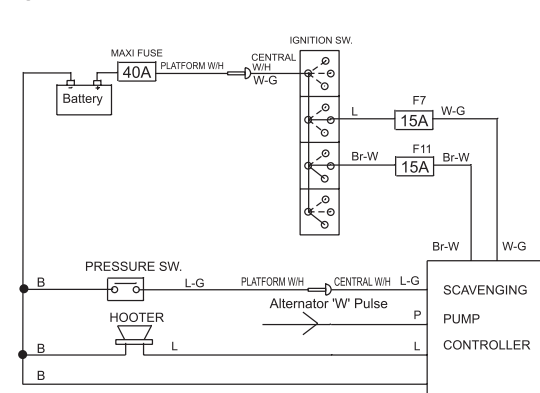 IGNITION SW.
MAXI FUSE
40A
PLATFORM W/H
CENTRAL
W/H
W-G
- +
Battery
L
F7
15A
W-G
Br-W
F11
15A
Br-W
Br-W
W-G
PRESSURE SW.
B
L-G
PLATFORM W/H
CENTRAL W/H
L-G
SCAVENGING
Alternator 'W' Pulse
P
PUMP
HOOTER
B
L
L
CONTROLLER
B